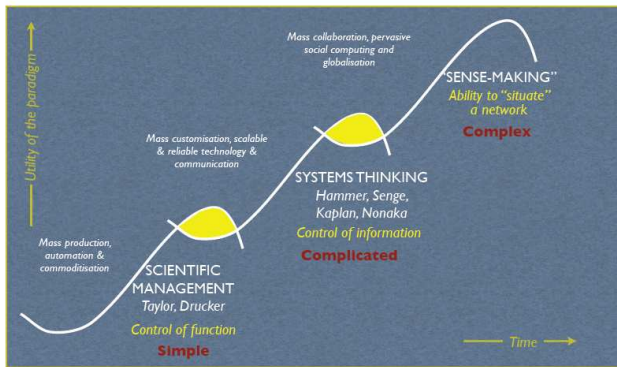 Utility of the paradigm
Mass collaboration, pervasive
social computing and
globalisation
"SENSE-MAKING"
Ability to "situate"
a network
Complex
Mass customisation, scalable
& reliable technology &
communication
SYSTEMS THINKING
Hammer, Senge,
Kaplan, Nonaka
Control of information
Complicated
Mass production,
automation &
commoditisation
SCIENTIFIC
MANAGEMENT
Taylor, Drucker
Control of function
Simple
Time